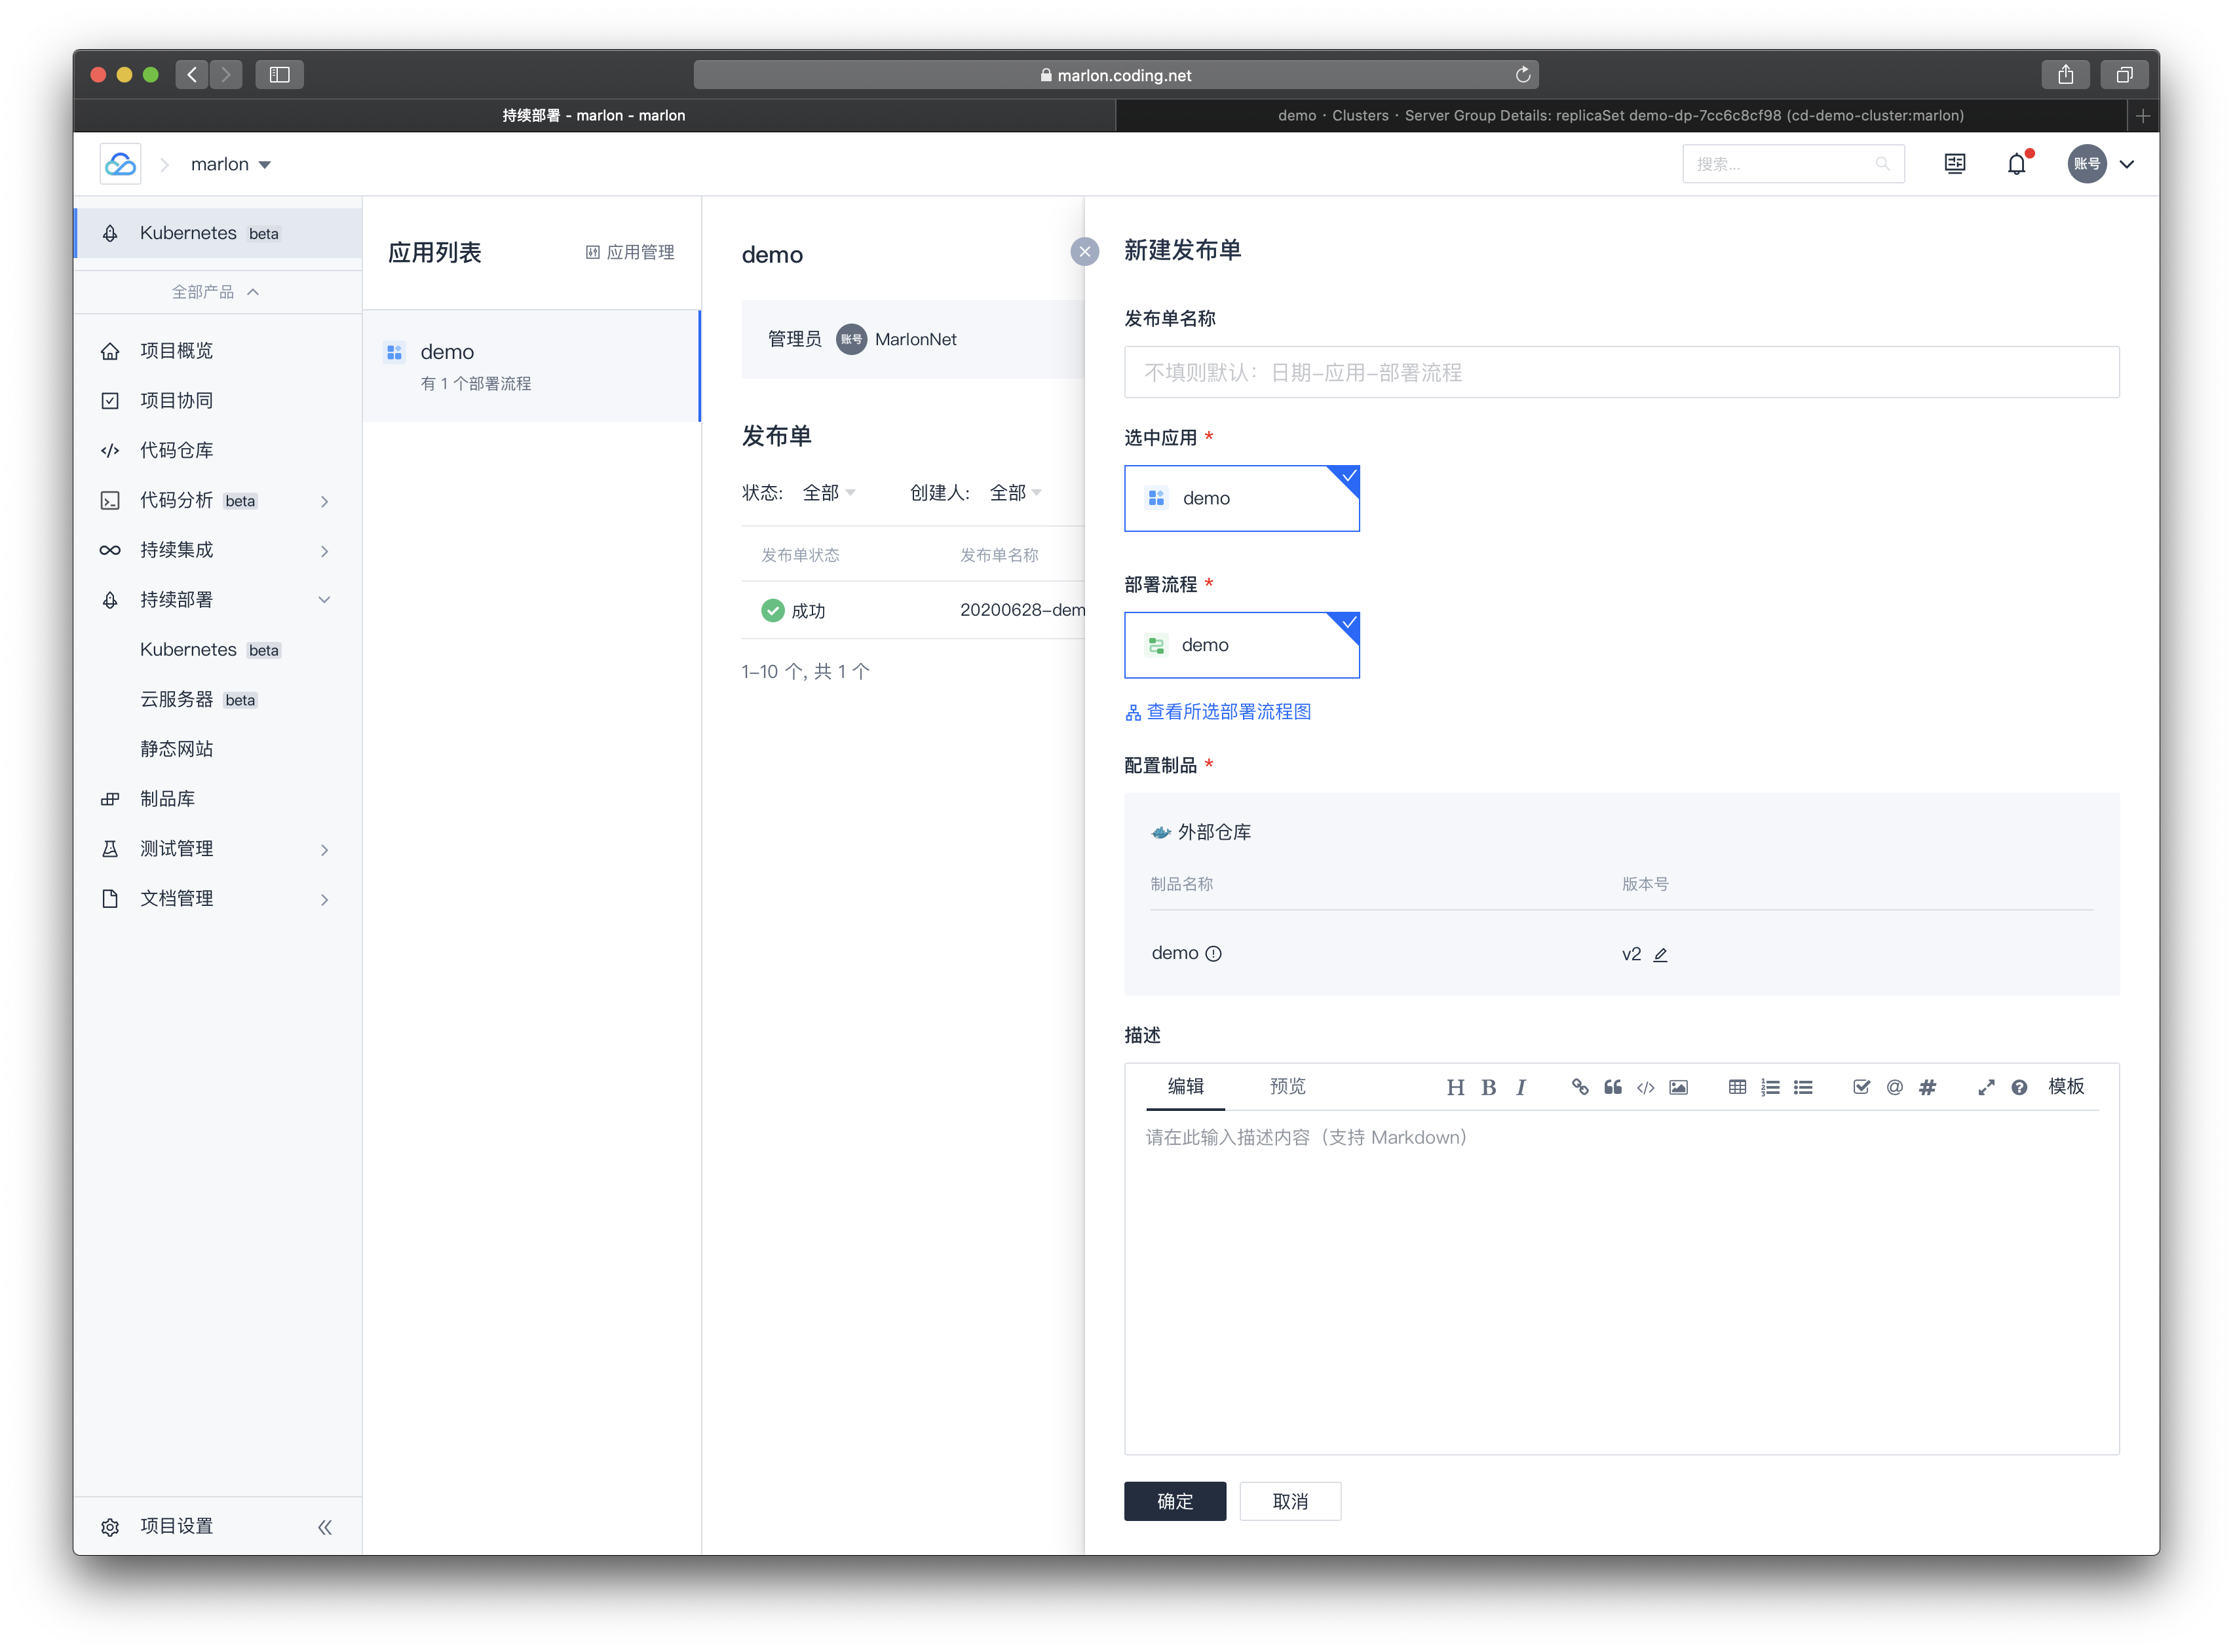 marlon.coding.net
持续部署 - marlon - marlon
demo · Clusters · Server Group Details: replicaSet demo-dp-7cc6c8cf98 (cd-demo-cluster:marlon)
marlon
搜索...
账号
Kubernetes beta
全部产品
项目概览
项目协同
代码仓库
代码分析 beta
持续集成
持续部署
Kubernetes beta
云服务器 beta
静态网站
制品库
测试管理
文档管理
项目设置
应用列表
应用管理
demo
有 1 个部署流程
demo
管理员 账号 MarlonNet
发布单
状态: 全部 创建人: 全部
发布单状态 发布单名称
成功 20200628-dem
1-10 个, 共 1 个
新建发布单
发布单名称
不填则默认：日期-应用-部署流程
选中应用 *
demo
部署流程 *
demo
查看所选部署流程图
配置制品 *
外部仓库
制品名称 版本号
demo v2
描述
编辑 预览 H B I 模板
请在此输入描述内容（支持 Markdown）
确定 取消